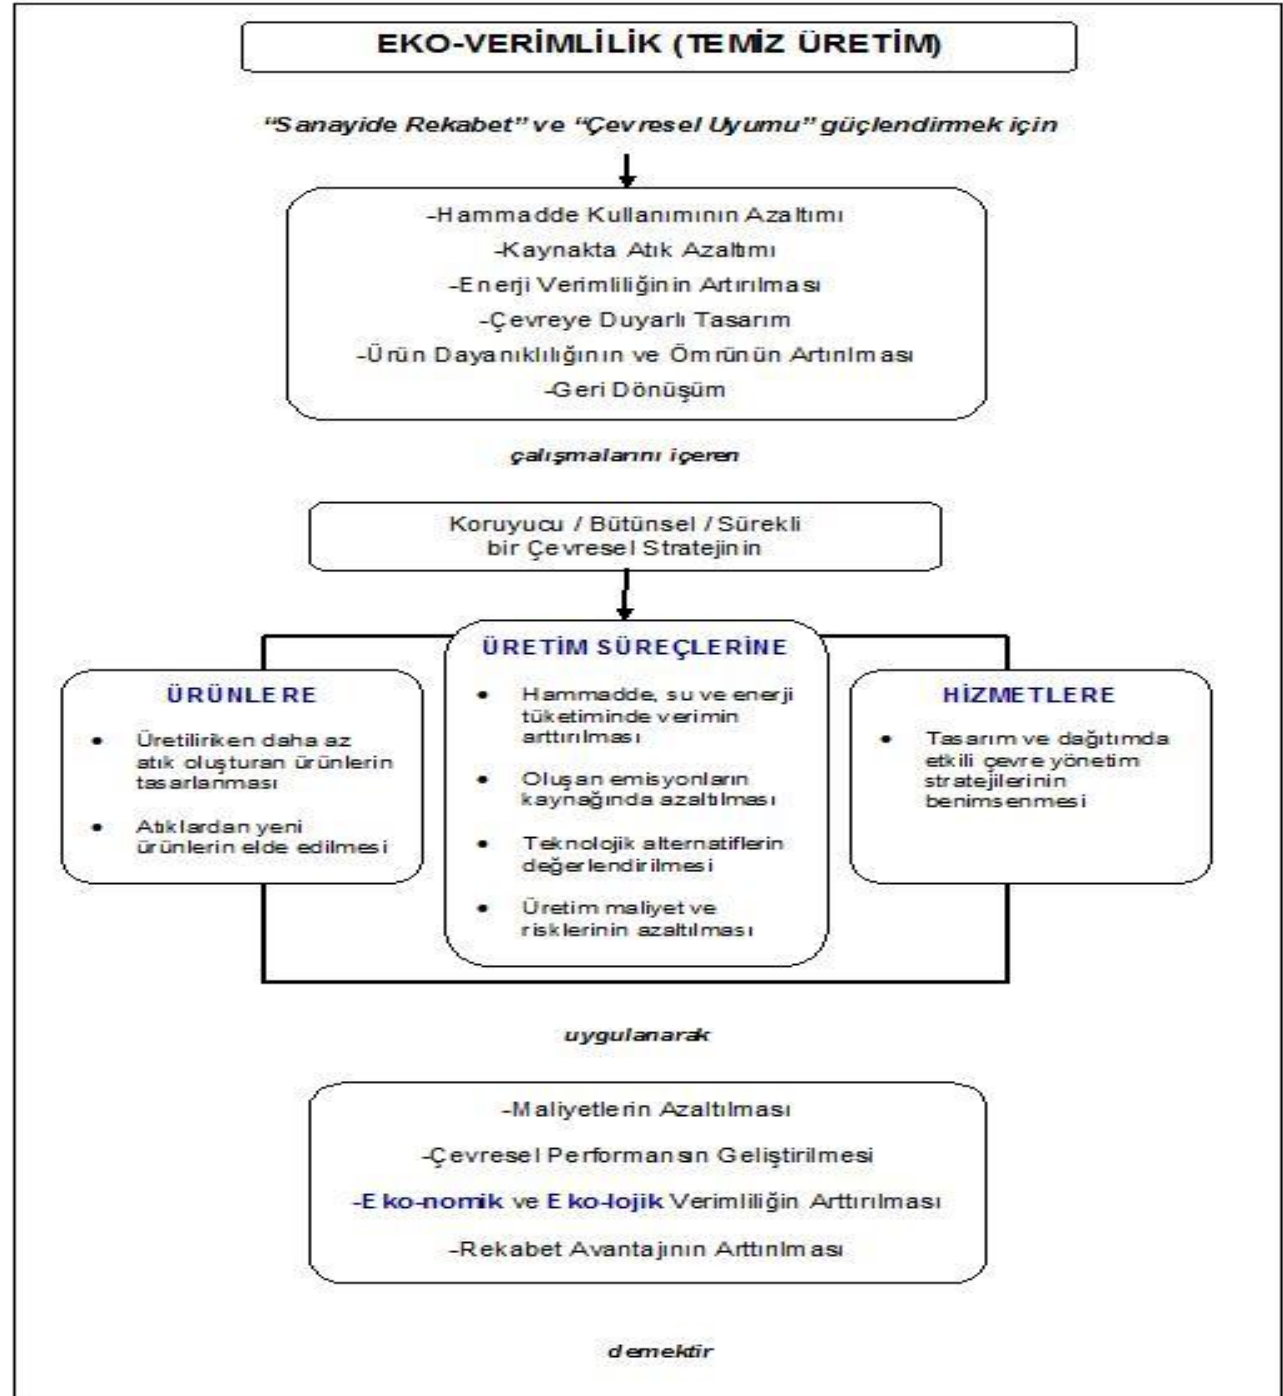 EKO-VERİMLİLİK (TEMİZ ÜRETİM)
“Sanayide Rekabet” ve “Çevresel Uyumu” güçlendirmek için
-Hammadde Kullanımının Azaltımı
-Kaynakta Atık Azaltımı
-Enerji Verimliliğinin Artırılması
-Çevreye Duyarlı Tasarım
-Ürün Dayanıklılığının ve Ömrünün Artırılması
-Geri Dönüşüm
çalışmalarını içeren
Koruyucu / Bütünsel / Sürekli
bir Çevresel Stratejinin
ÜRÜNLERE
• Üretiliriken daha az
atık oluşturan ürünlerin
tasarlanması
• Atıklardan yeni
ürünlerin elde edilmesi
ÜRETİM SÜREÇLERİNE
• Hammadde, su ve enerji
tüketiminde verimin
arttırılması
• Oluşan emisyonların
kaynağında azaltılması
• Teknolojik alternatiflerin
değerlendirilmesi
• Üretim maliyet ve
risklerinin azaltılması
HİZMETLERE
• Tasarım ve dağıtımda
etkili çevre yönetim
stratejilerinin
benimsenmesi
uygulanarak
-Maliyetlerin Azaltılması
-Çevresel Performansın Geliştirilmesi
-Eko-nomik ve Eko-lojik Verimliliğin Arttırılması
-Rekabet Avantajının Arttırılması
demektir